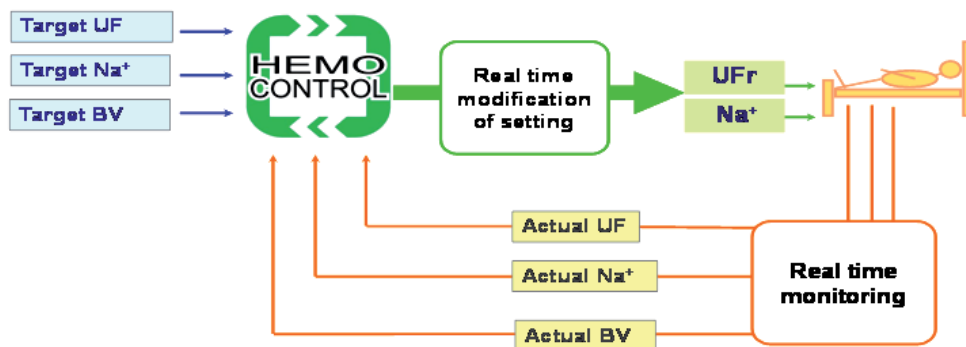 Target UF
Target Na⁺
Target BV
HEMO
CONTROL
Real time
modification
of setting
UFr
Na⁺
Actual UF
Actual Na⁺
Actual BV
Real time
monitoring